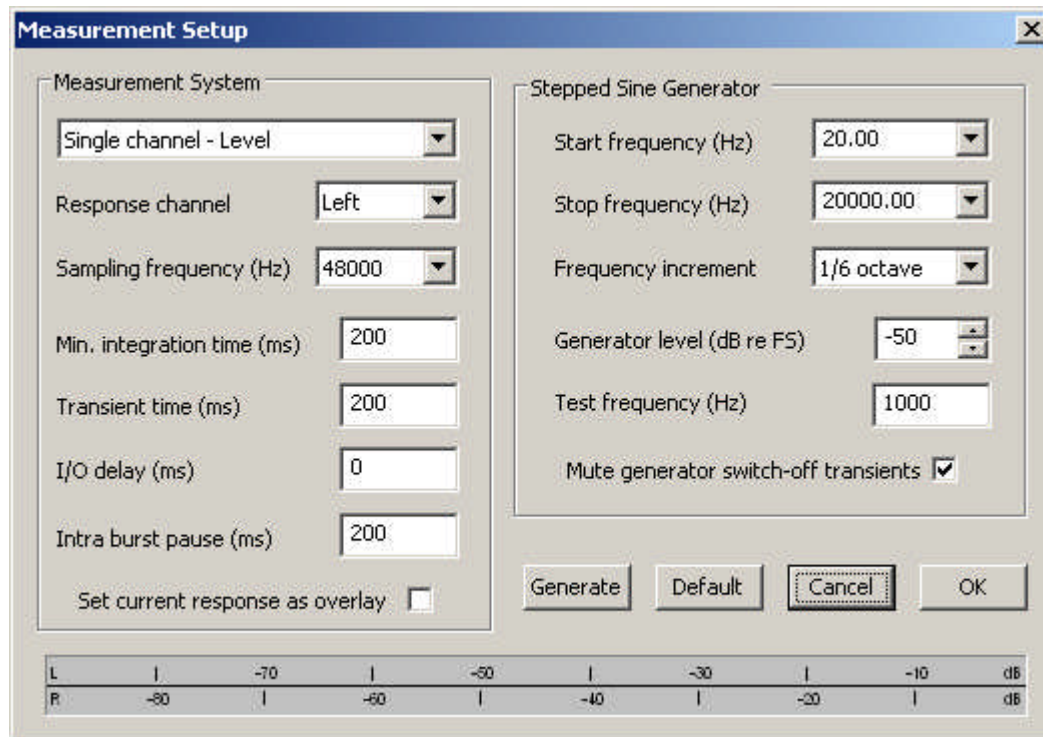 Measurement Setup
Measurement System
Single channel - Level
Response channel Left
Sampling frequency (Hz) 48000
Min. integration time (ms) 200
Transient time (ms) 200
I/O delay (ms) 0
Intra burst pause (ms) 200
Set current response as overlay
Stepped Sine Generator
Start frequency (Hz) 20.00
Stop frequency (Hz) 20000.00
Frequency increment 1/6 octave
Generator level (dB re FS) -50
Test frequency (Hz) 1000
Mute generator switch-off transients
Generate Default Cancel OK
L -70 -50 -30 -10 dB
R -80 -60 -40 -20 dB